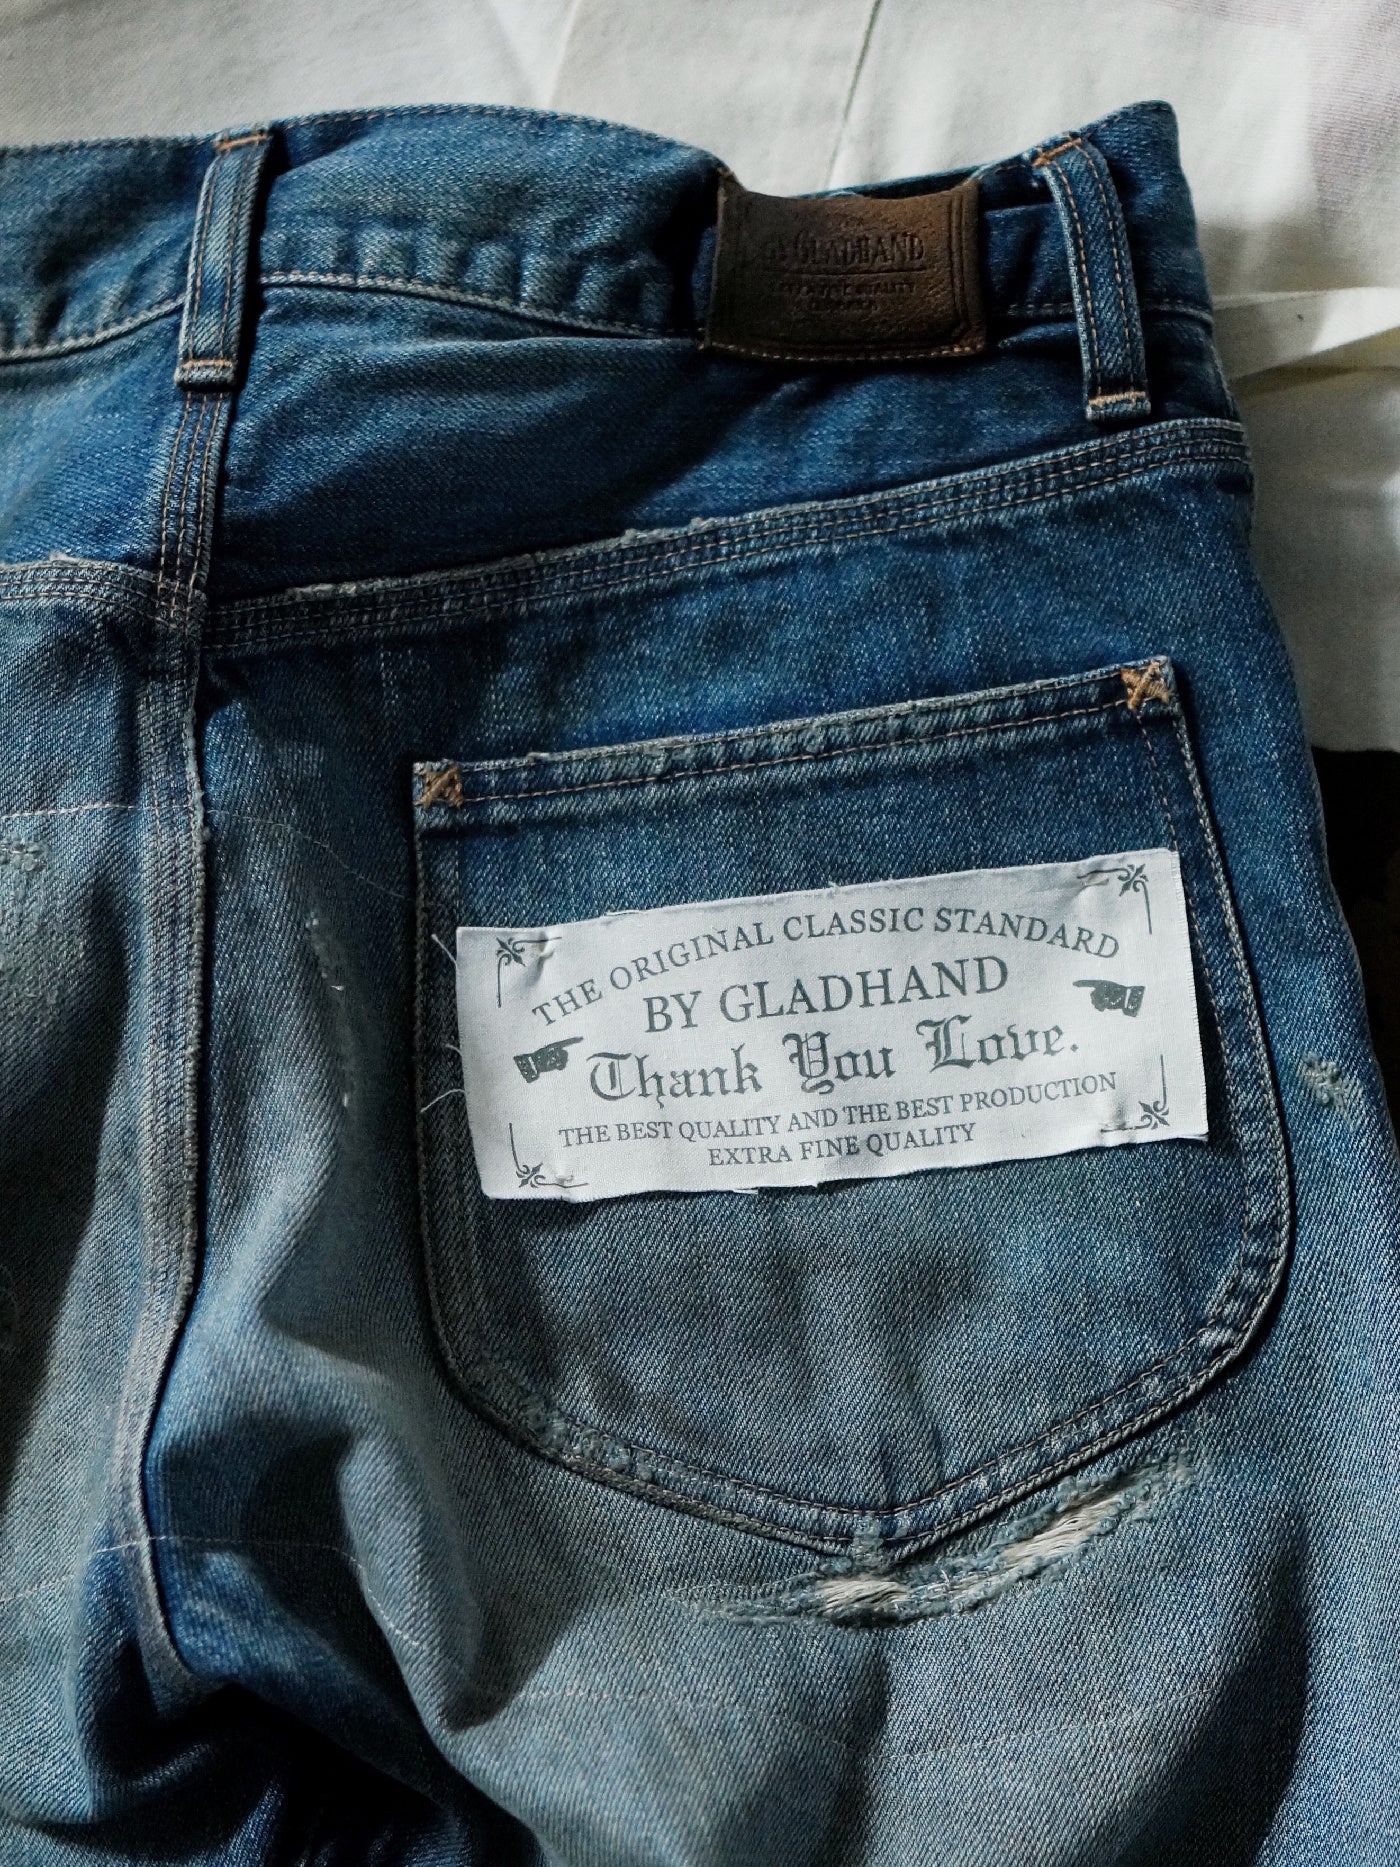 GLADHAND
THE ORIGINAL CLASSIC STANDARD
BY GLADHAND
Thank You Love.
THE BEST QUALITY AND THE BEST PRODUCTION
EXTRA FINE QUALITY